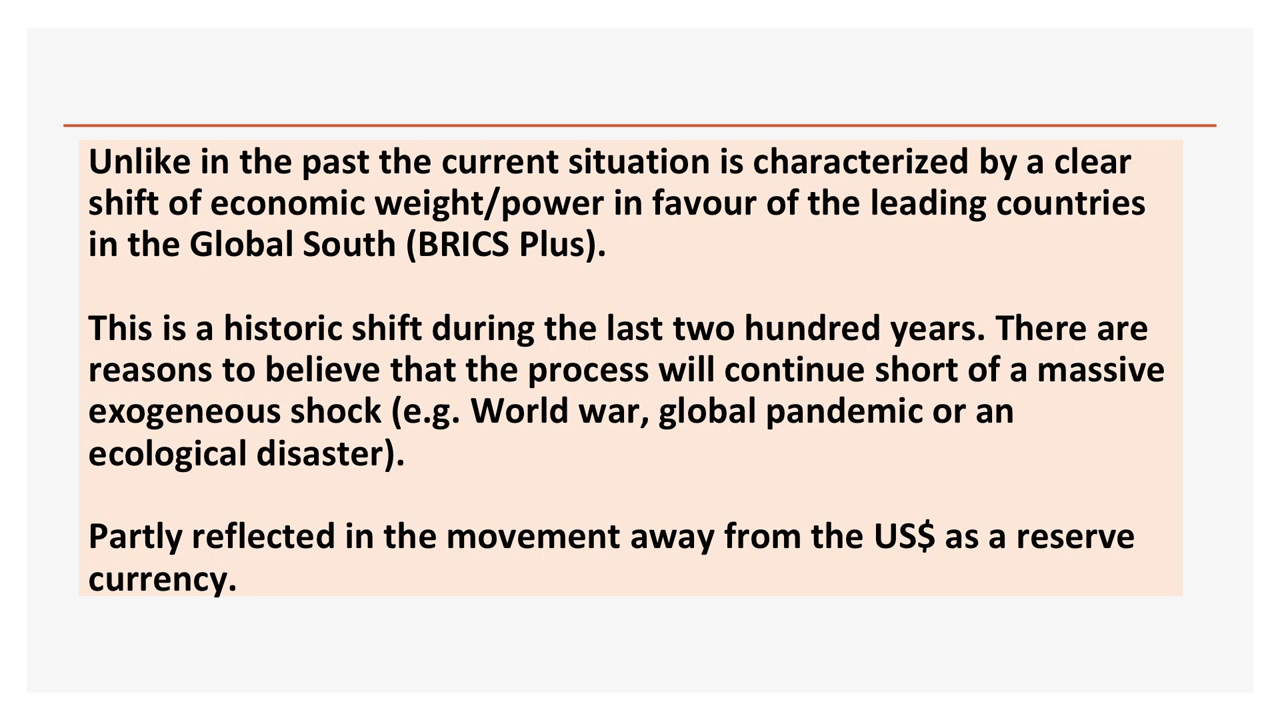 Unlike in the past the current situation is characterized by a clear
shift of economic weight/power in favour of the leading countries
in the Global South (BRICS Plus).
This is a historic shift during the last two hundred years. There are
reasons to believe that the process will continue short of a massive
exogeneous shock (e.g. World war, global pandemic or an
ecological disaster).
Partly reflected in the movement away from the US$ as a reserve
currency.